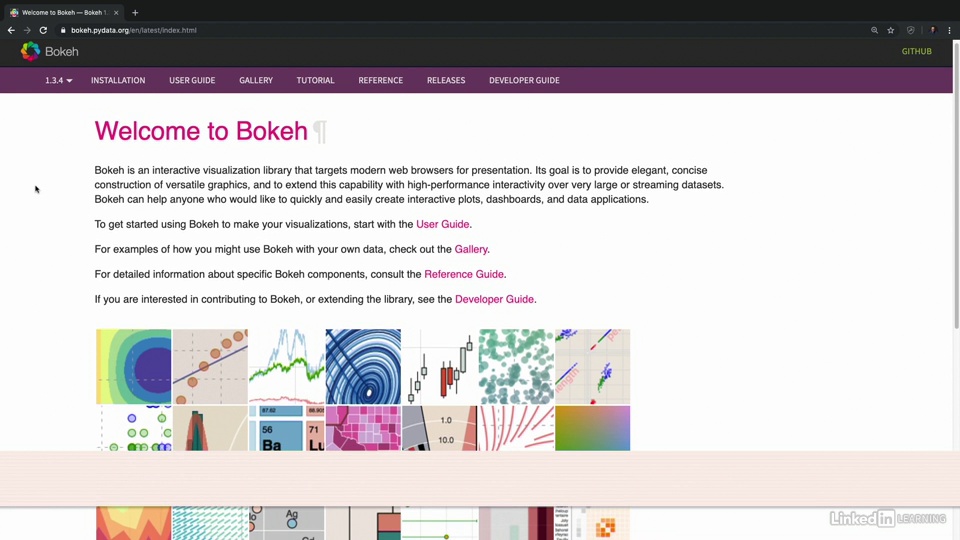 Welcome to Bokeh — Bokeh 1.
bokeh.pydata.org/en/latest/index.html
Bokeh
GITHUB
1.3.4 INSTALLATION USER GUIDE GALLERY TUTORIAL REFERENCE RELEASES DEVELOPER GUIDE
Welcome to Bokeh ¶
Bokeh is an interactive visualization library that targets modern web browsers for presentation. Its goal is to provide elegant, concise
construction of versatile graphics, and to extend this capability with high-performance interactivity over very large or streaming datasets.
Bokeh can help anyone who would like to quickly and easily create interactive plots, dashboards, and data applications.
To get started using Bokeh to make your visualizations, start with the User Guide.
For examples of how you might use Bokeh with your own data, check out the Gallery.
For detailed information about specific Bokeh components, consult the Reference Guide.
If you are interested in contributing to Bokeh, or extending the library, see the Developer Guide.
87.62
56
Ba
71
Lu
1.0
10.0
Ag
LinkedIn LEARNING